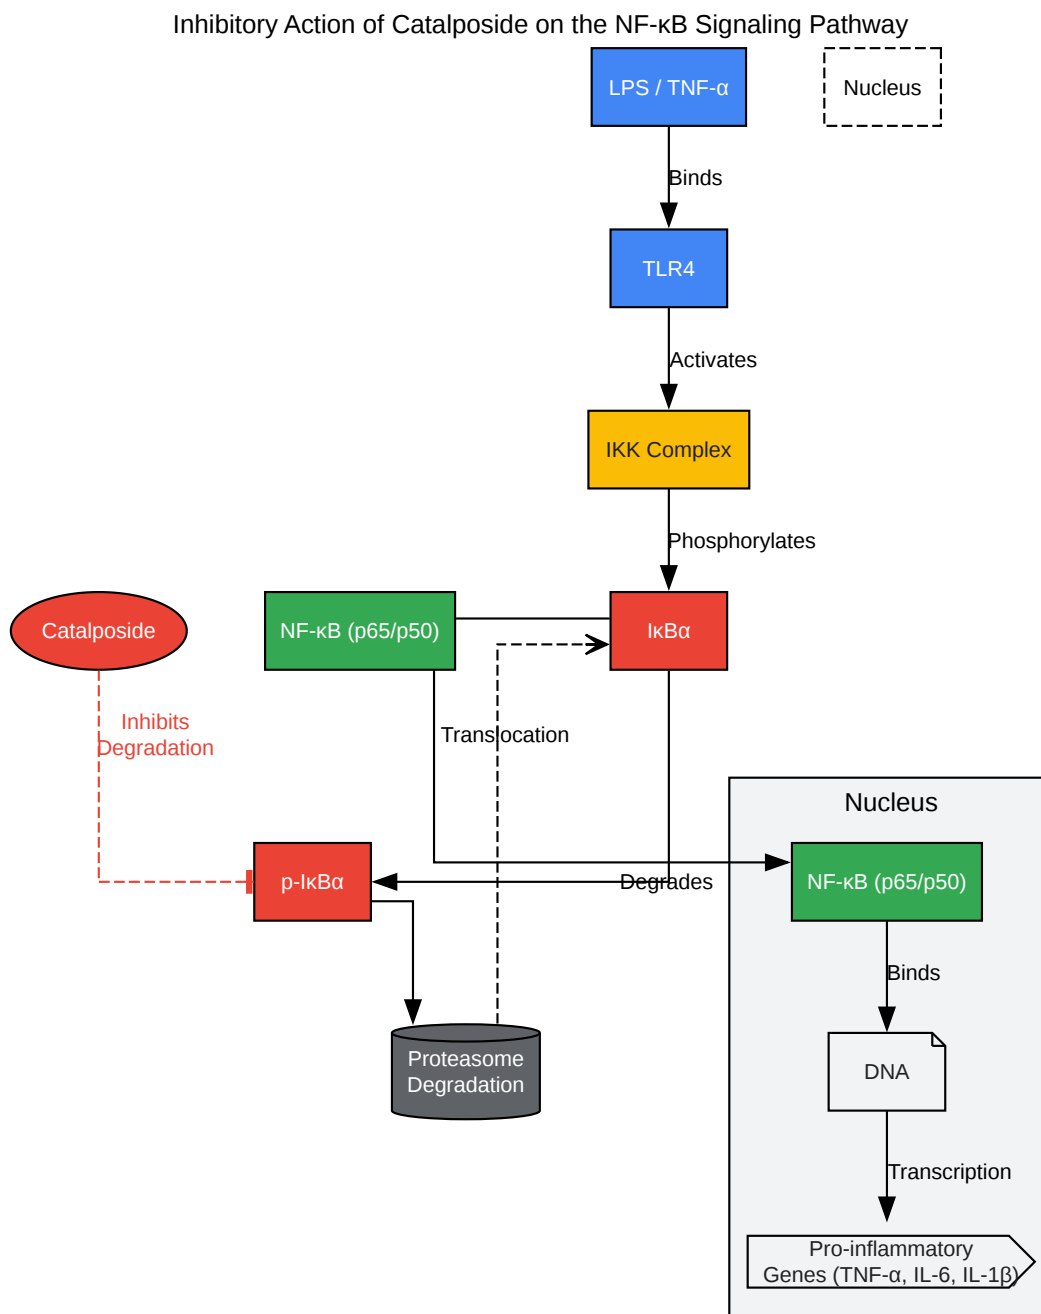 Inhibitory Action of Catalposide on the NF-κB Signaling Pathway
LPS / TNF-α
Nucleus
Binds
TLR4
Activates
IKK Complex
Phosphorylates
Catalposide
NF-κB (p65/p50)
IκBα
Inhibits
Degradation
Translocation
Nucleus
p-IκBα
Degrades
NF-κB (p65/p50)
Binds
Proteasome
Degradation
DNA
Transcription
Pro-inflammatory
Genes (TNF-α, IL-6, IL-1β)